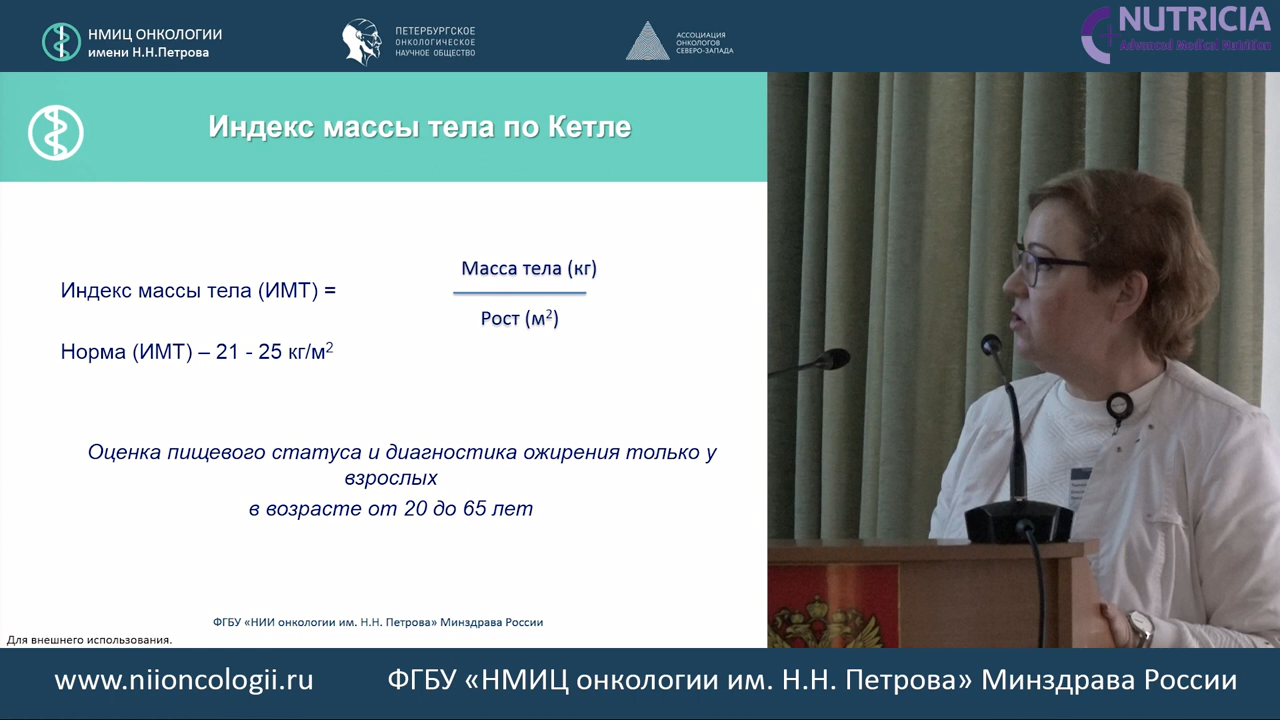 НМИЦ ОНКОЛОГИИ
имени Н.Н.Петрова
ПЕТЕРБУРГСКОЕ
ОНКОЛОГИЧЕСКОЕ
НАУЧНОЕ ОБЩЕСТВО
АССОЦИАЦИЯ
ОНКОЛОГОВ
СЕВЕРО-ЗАПАДА
NUTRICIA
Advanced Medical Nutrition
Индекс массы тела по Кетле
Масса тела (кг)
Индекс массы тела (ИМТ) =
Рост (м²)
Норма (ИМТ) – 21 - 25 кг/м²
Оценка пищевого статуса и диагностика ожирения только у
взрослых
в возрасте от 20 до 65 лет
ФГБУ «НИИ онкологии им. Н.Н. Петрова» Минздрава России
Для внешнего использования.
www.niioncologii.ru
ФГБУ «НМИЦ онкологии им. Н.Н. Петрова» Минздрава России